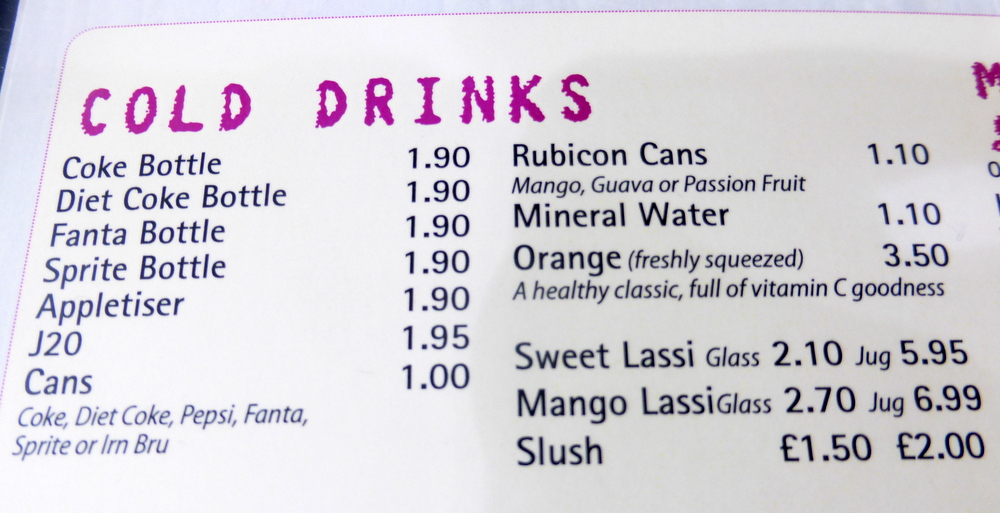 COLD DRINKS
Coke Bottle 1.90
Diet Coke Bottle 1.90
Fanta Bottle 1.90
Sprite Bottle 1.90
Appletiser 1.90
J20 1.95
Cans 1.00
Coke, Diet Coke, Pepsi, Fanta,
Sprite or Irn Bru
Rubicon Cans 1.10
Mango, Guava or Passion Fruit
Mineral Water 1.10
Orange (freshly squeezed) 3.50
A healthy classic, full of vitamin C goodness
Sweet Lassi Glass 2.10 Jug 5.95
Mango Lassi Glass 2.70 Jug 6.99
Slush £1.50 £2.00